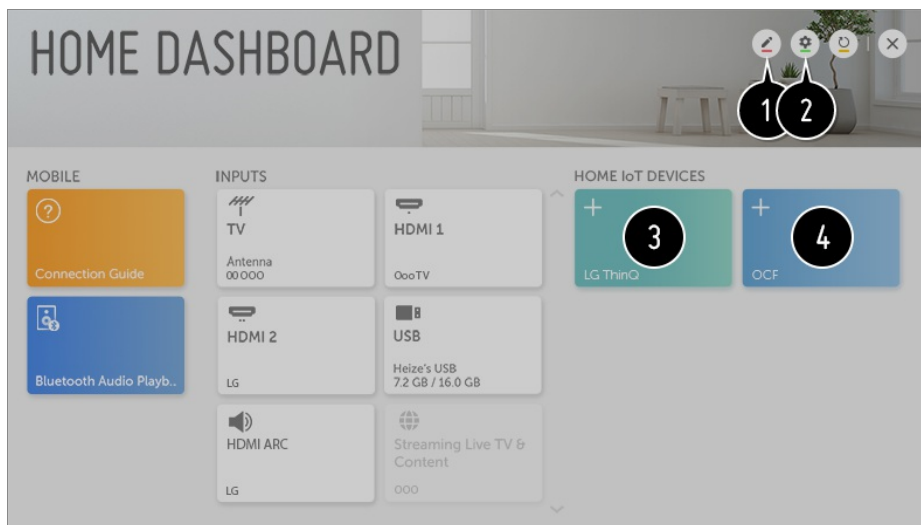 HOME DASHBOARD
1
2
MOBILE
INPUTS
HOME IoT DEVICES
?
Connection Guide
Bluetooth Audio Playb..
TV
Antenna
00 000
HDMI 1
OooTV
HDMI 2
LG
USB
Heize's USB
7.2 GB / 16.0 GB
HDMI ARC
LG
Streaming Live TV &
Content
000
+
3
LG ThinQ
+
4
OCF